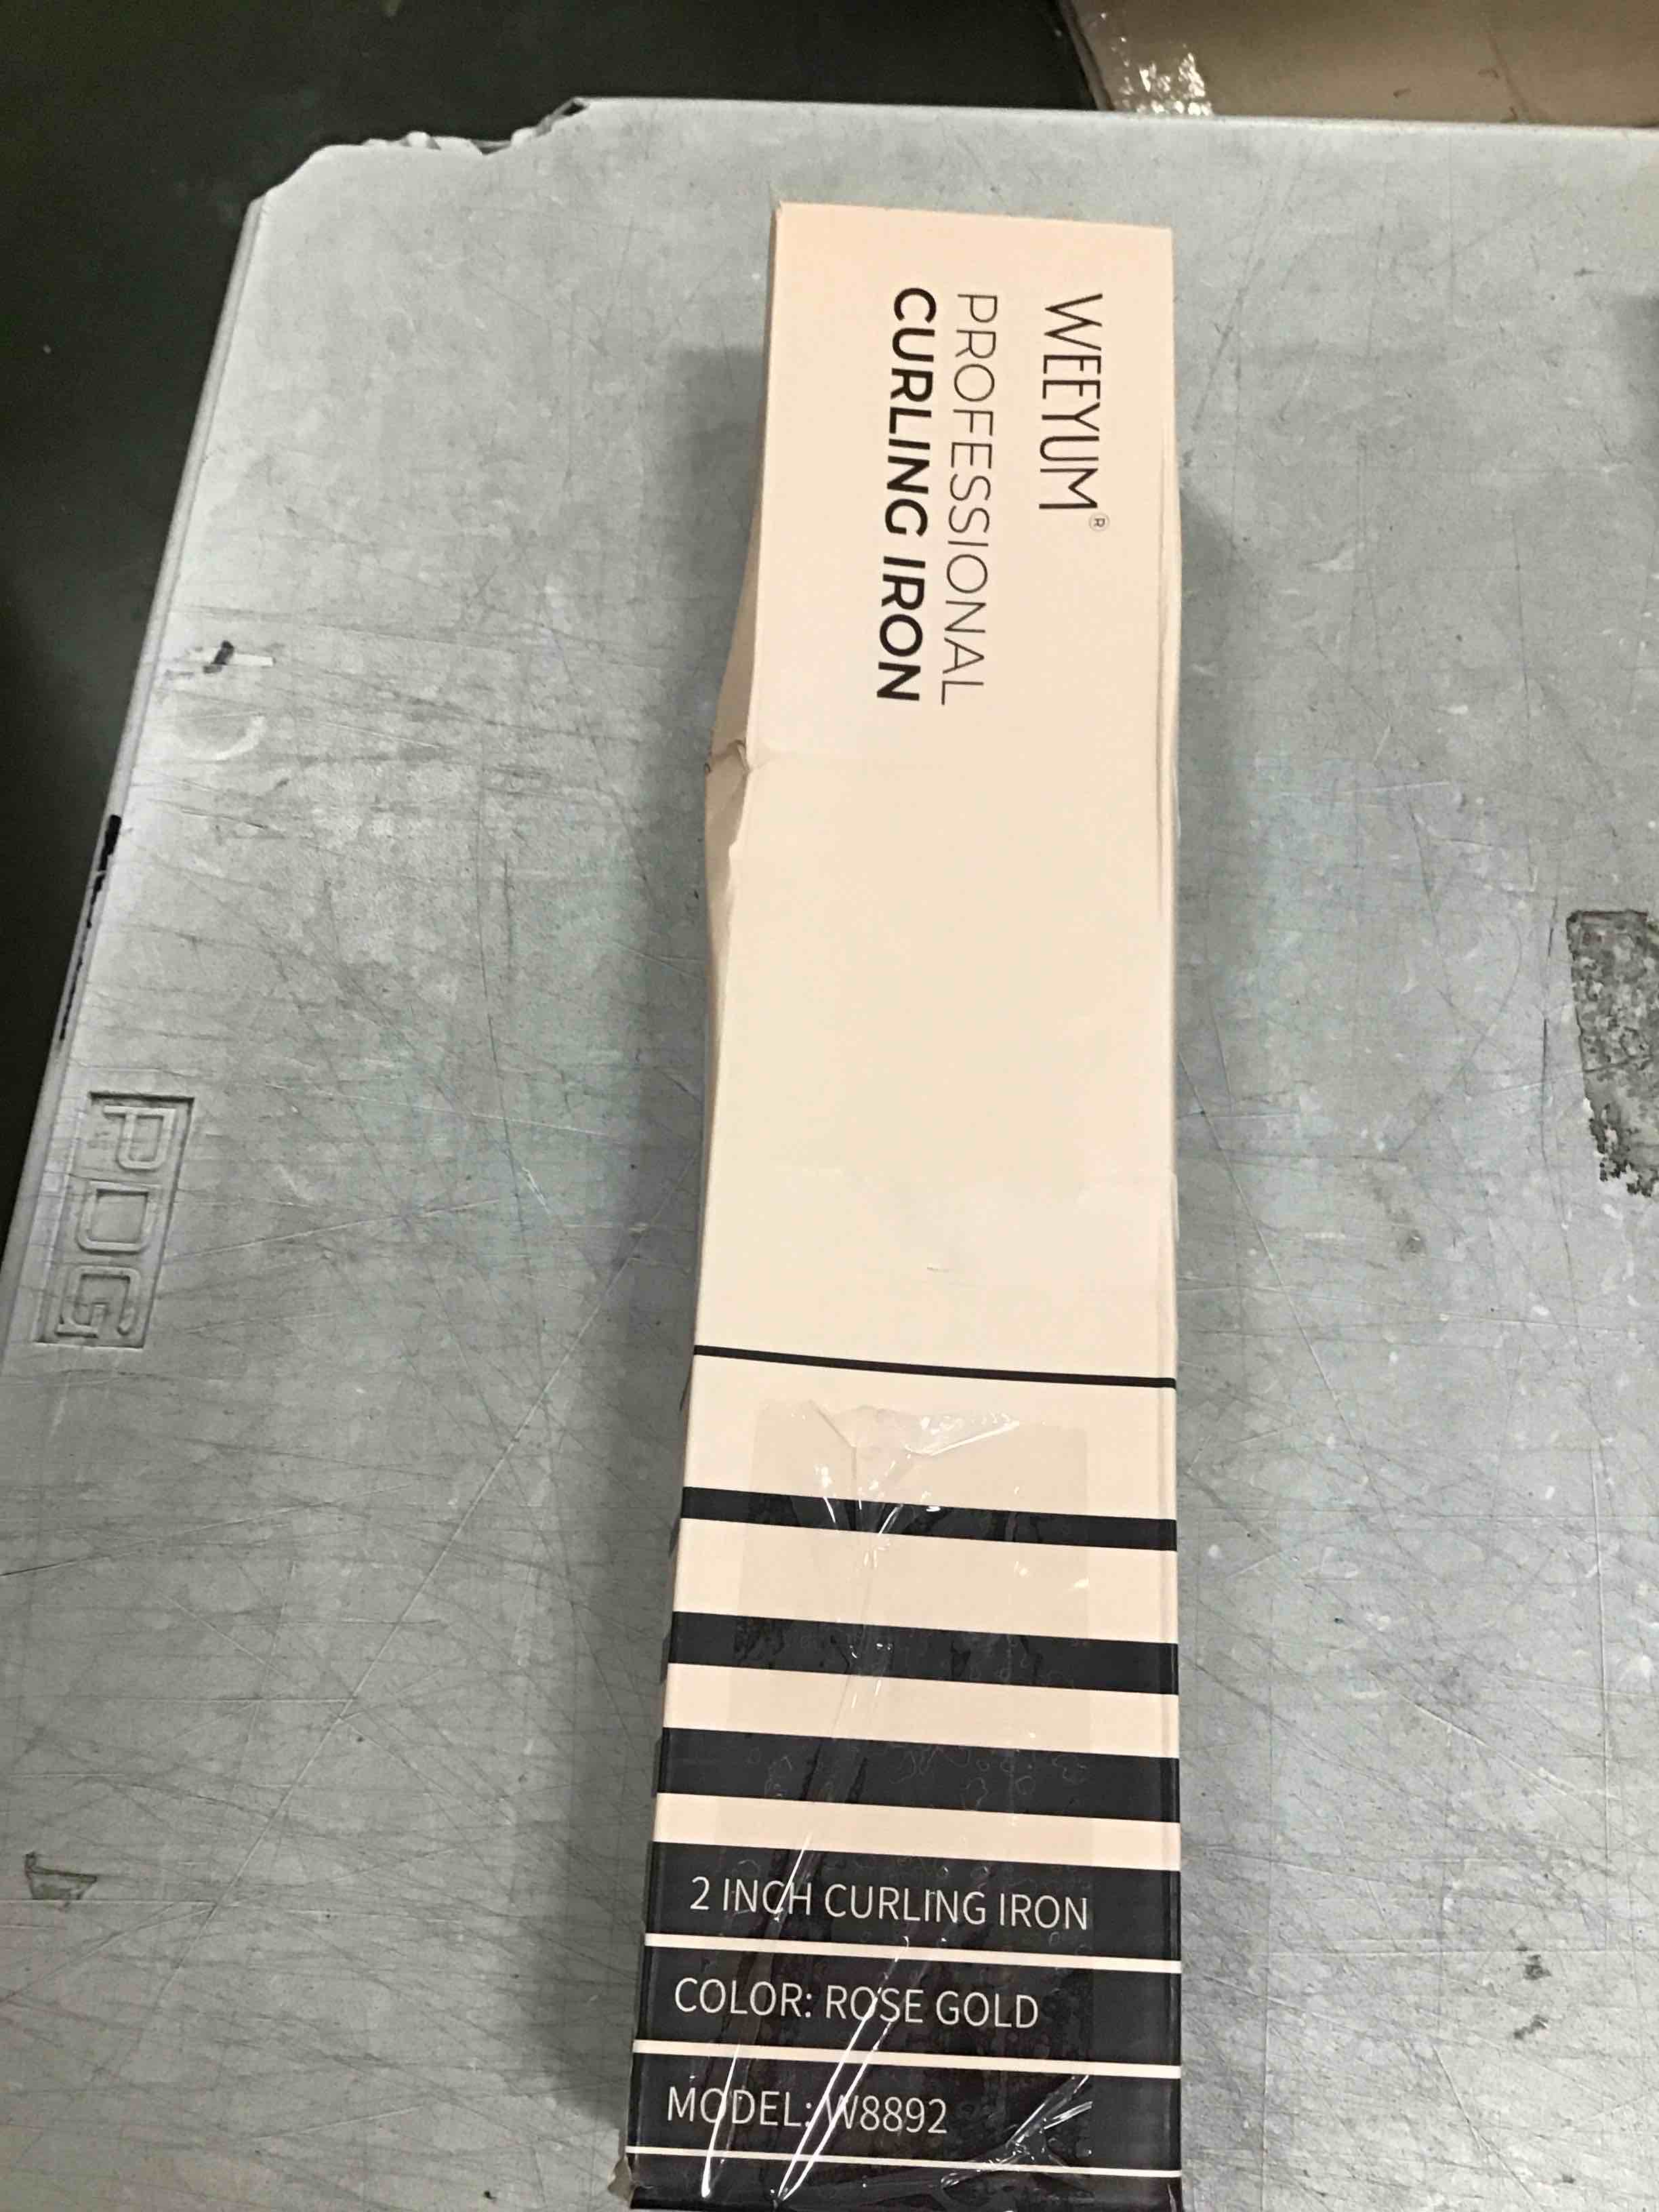 WEEYUM®
PROFESSIONAL
CURLING IRON
2 INCH CURLING IRON
COLOR: ROSE GOLD
MODEL: W8892
PDG